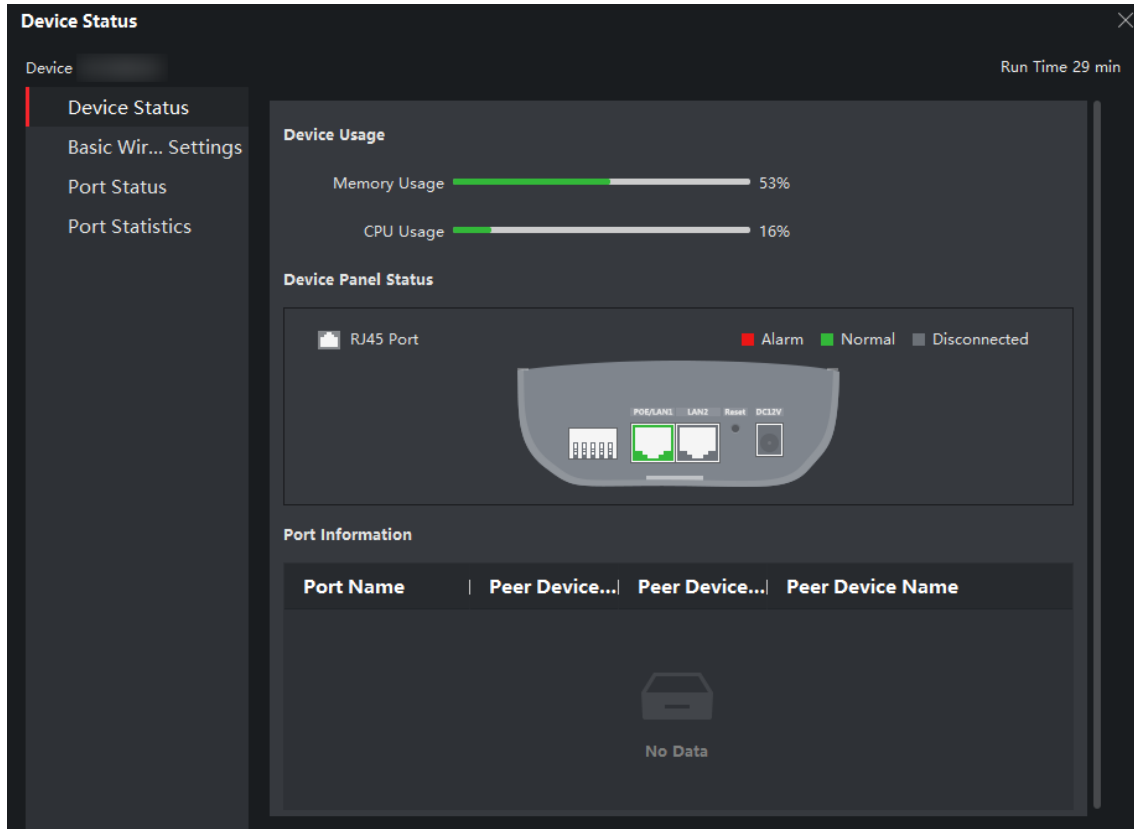 Device Status
Device
Run Time 29 min
Device Status
Basic Wir... Settings
Port Status
Port Statistics
Device Usage
Memory Usage 53%
CPU Usage 16%
Device Panel Status
RJ45 Port Alarm Normal Disconnected
POE/LAN1 LAN2 Reset DC12V
Port Information
Port Name Peer Device... Peer Device... Peer Device Name
No Data